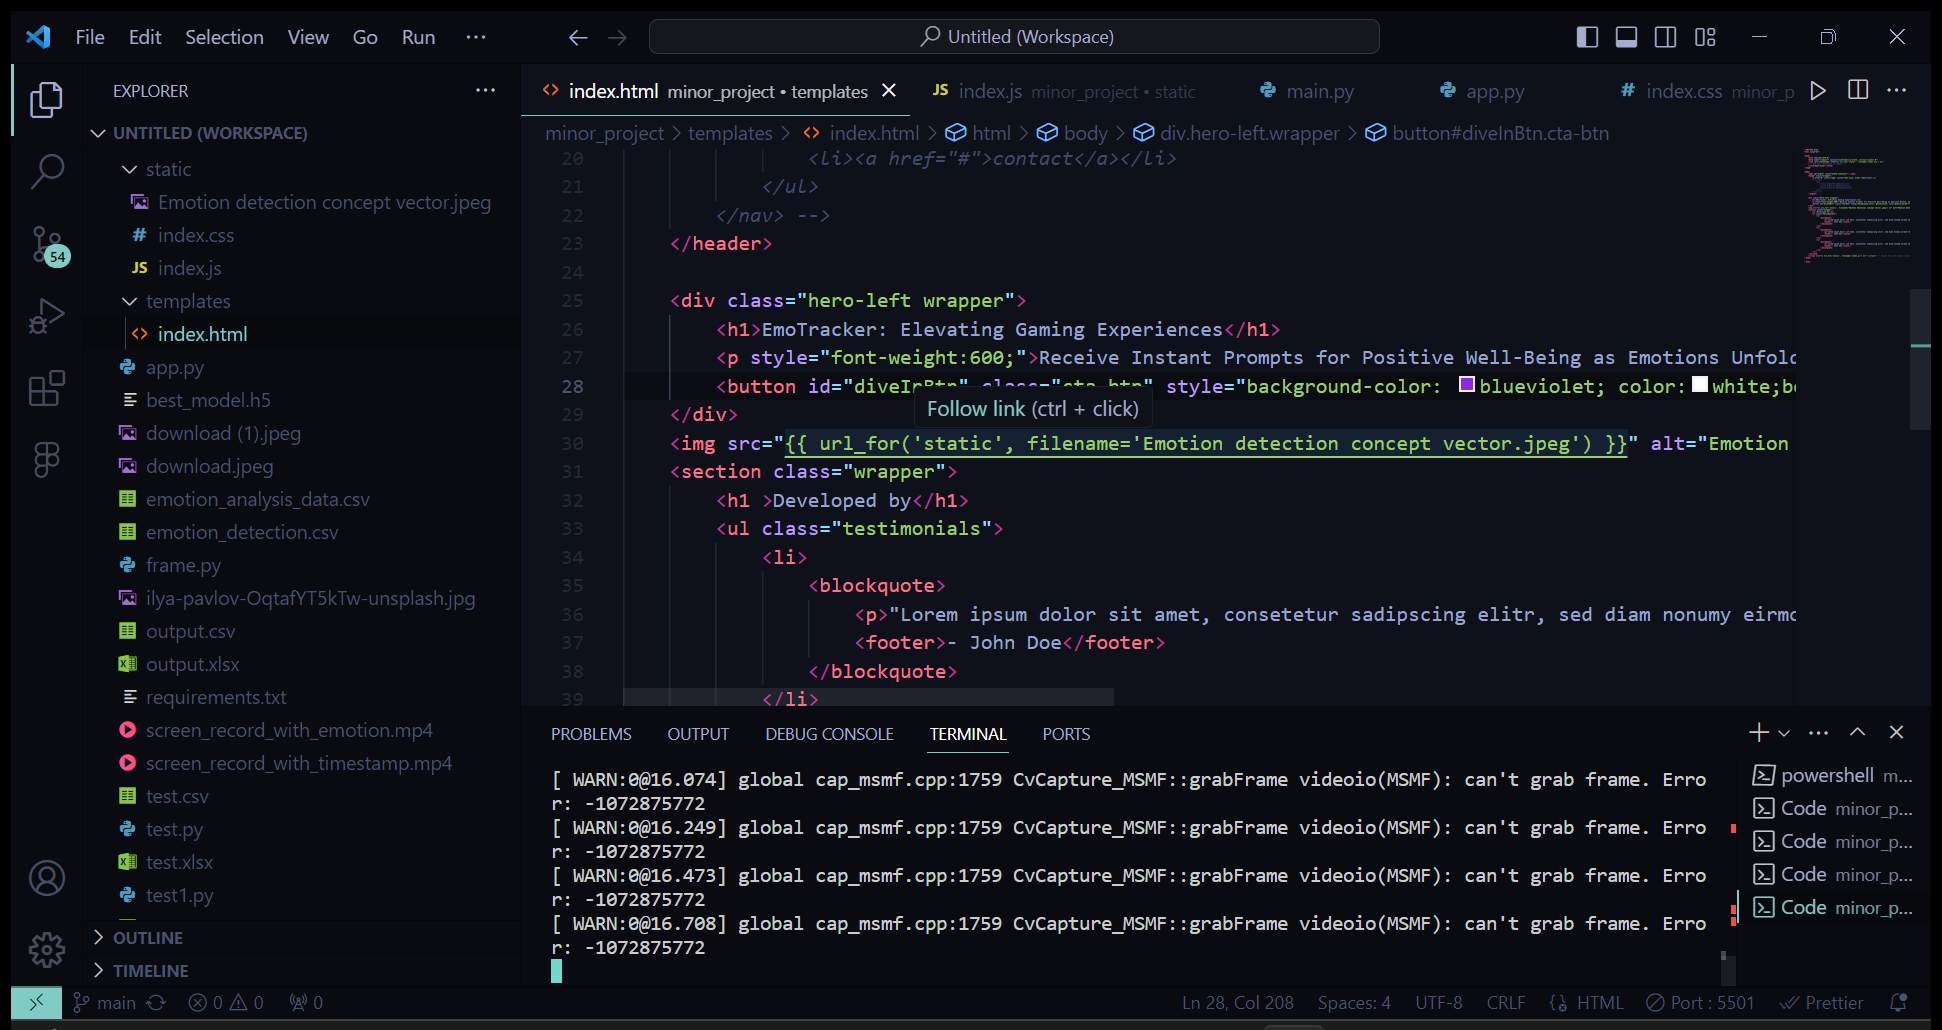 File Edit Selection View Go Run ···
Untitled (Workspace)
EXPLORER
UNTITLED (WORKSPACE)
static
Emotion detection concept vector.jpeg
# index.css
JS index.js
templates
<> index.html
app.py
best_model.h5
download (1).jpeg
download.jpeg
emotion_analysis_data.csv
emotion_detection.csv
frame.py
ilya-pavlov-OqtafYT5kTw-unsplash.jpg
output.csv
output.xlsx
requirements.txt
screen_record_with_emotion.mp4
screen_record_with_timestamp.mp4
test.csv
test.py
test.xlsx
test1.py
OUTLINE
TIMELINE
54
<> index.html minor_project • templates
JS index.js minor_project • static
main.py
app.py
# index.css minor_p
minor_project > templates > <> index.html > html > body > div.hero-left.wrapper > button#diveInBtn.cta-btn
20 <li><a href="#">contact</a></li>
21 </ul>
22 </nav> -->
23 </header>
24
25 <div class="hero-left wrapper">
26 <h1>EmoTracker: Elevating Gaming Experiences</h1>
27 <p style="font-weight:600;">Receive Instant Prompts for Positive Well-Being as Emotions Unfol
28 <button id="diveInBtn" class="cta-btn" style="background-color: blueviolet; color: white;bo
Follow link (ctrl + click)
29 </div>
30 <img src="{{ url_for('static', filename='Emotion detection concept vector.jpeg') }}" alt="Emotion
31 <section class="wrapper">
32 <h1 >Developed by</h1>
33 <ul class="testimonials">
34 <li>
35 <blockquote>
36 <p>"Lorem ipsum dolor sit amet, consetetur sadipscing elitr, sed diam nonumy eirmo
37 <footer>- John Doe</footer>
38 </blockquote>
39 </li>
PROBLEMS OUTPUT DEBUG CONSOLE TERMINAL PORTS
[ WARN:0@16.074] global cap_msmf.cpp:1759 CvCapture_MSMF::grabFrame videoio(MSMF): can't grab frame. Erro
r: -1072875772
[ WARN:0@16.249] global cap_msmf.cpp:1759 CvCapture_MSMF::grabFrame videoio(MSMF): can't grab frame. Erro
r: -1072875772
[ WARN:0@16.473] global cap_msmf.cpp:1759 CvCapture_MSMF::grabFrame videoio(MSMF): can't grab frame. Erro
r: -1072875772
[ WARN:0@16.708] global cap_msmf.cpp:1759 CvCapture_MSMF::grabFrame videoio(MSMF): can't grab frame. Erro
r: -1072875772
powershell m...
Code minor_p...
Code minor_p...
Code minor_p...
Code minor_p...
main 0 0 0
Ln 28, Col 208 Spaces: 4 UTF-8 CRLF HTML Port : 5501 Prettier